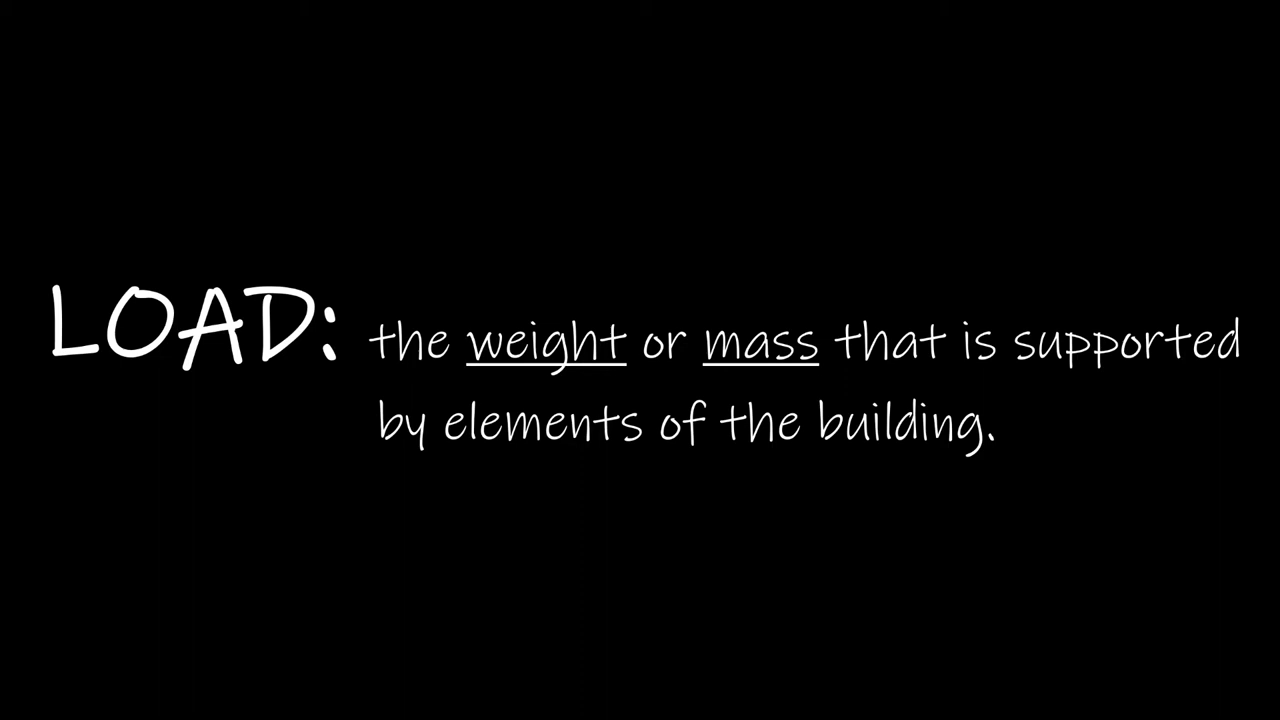 LOAD: the weight or mass that is supported
by elements of the building.